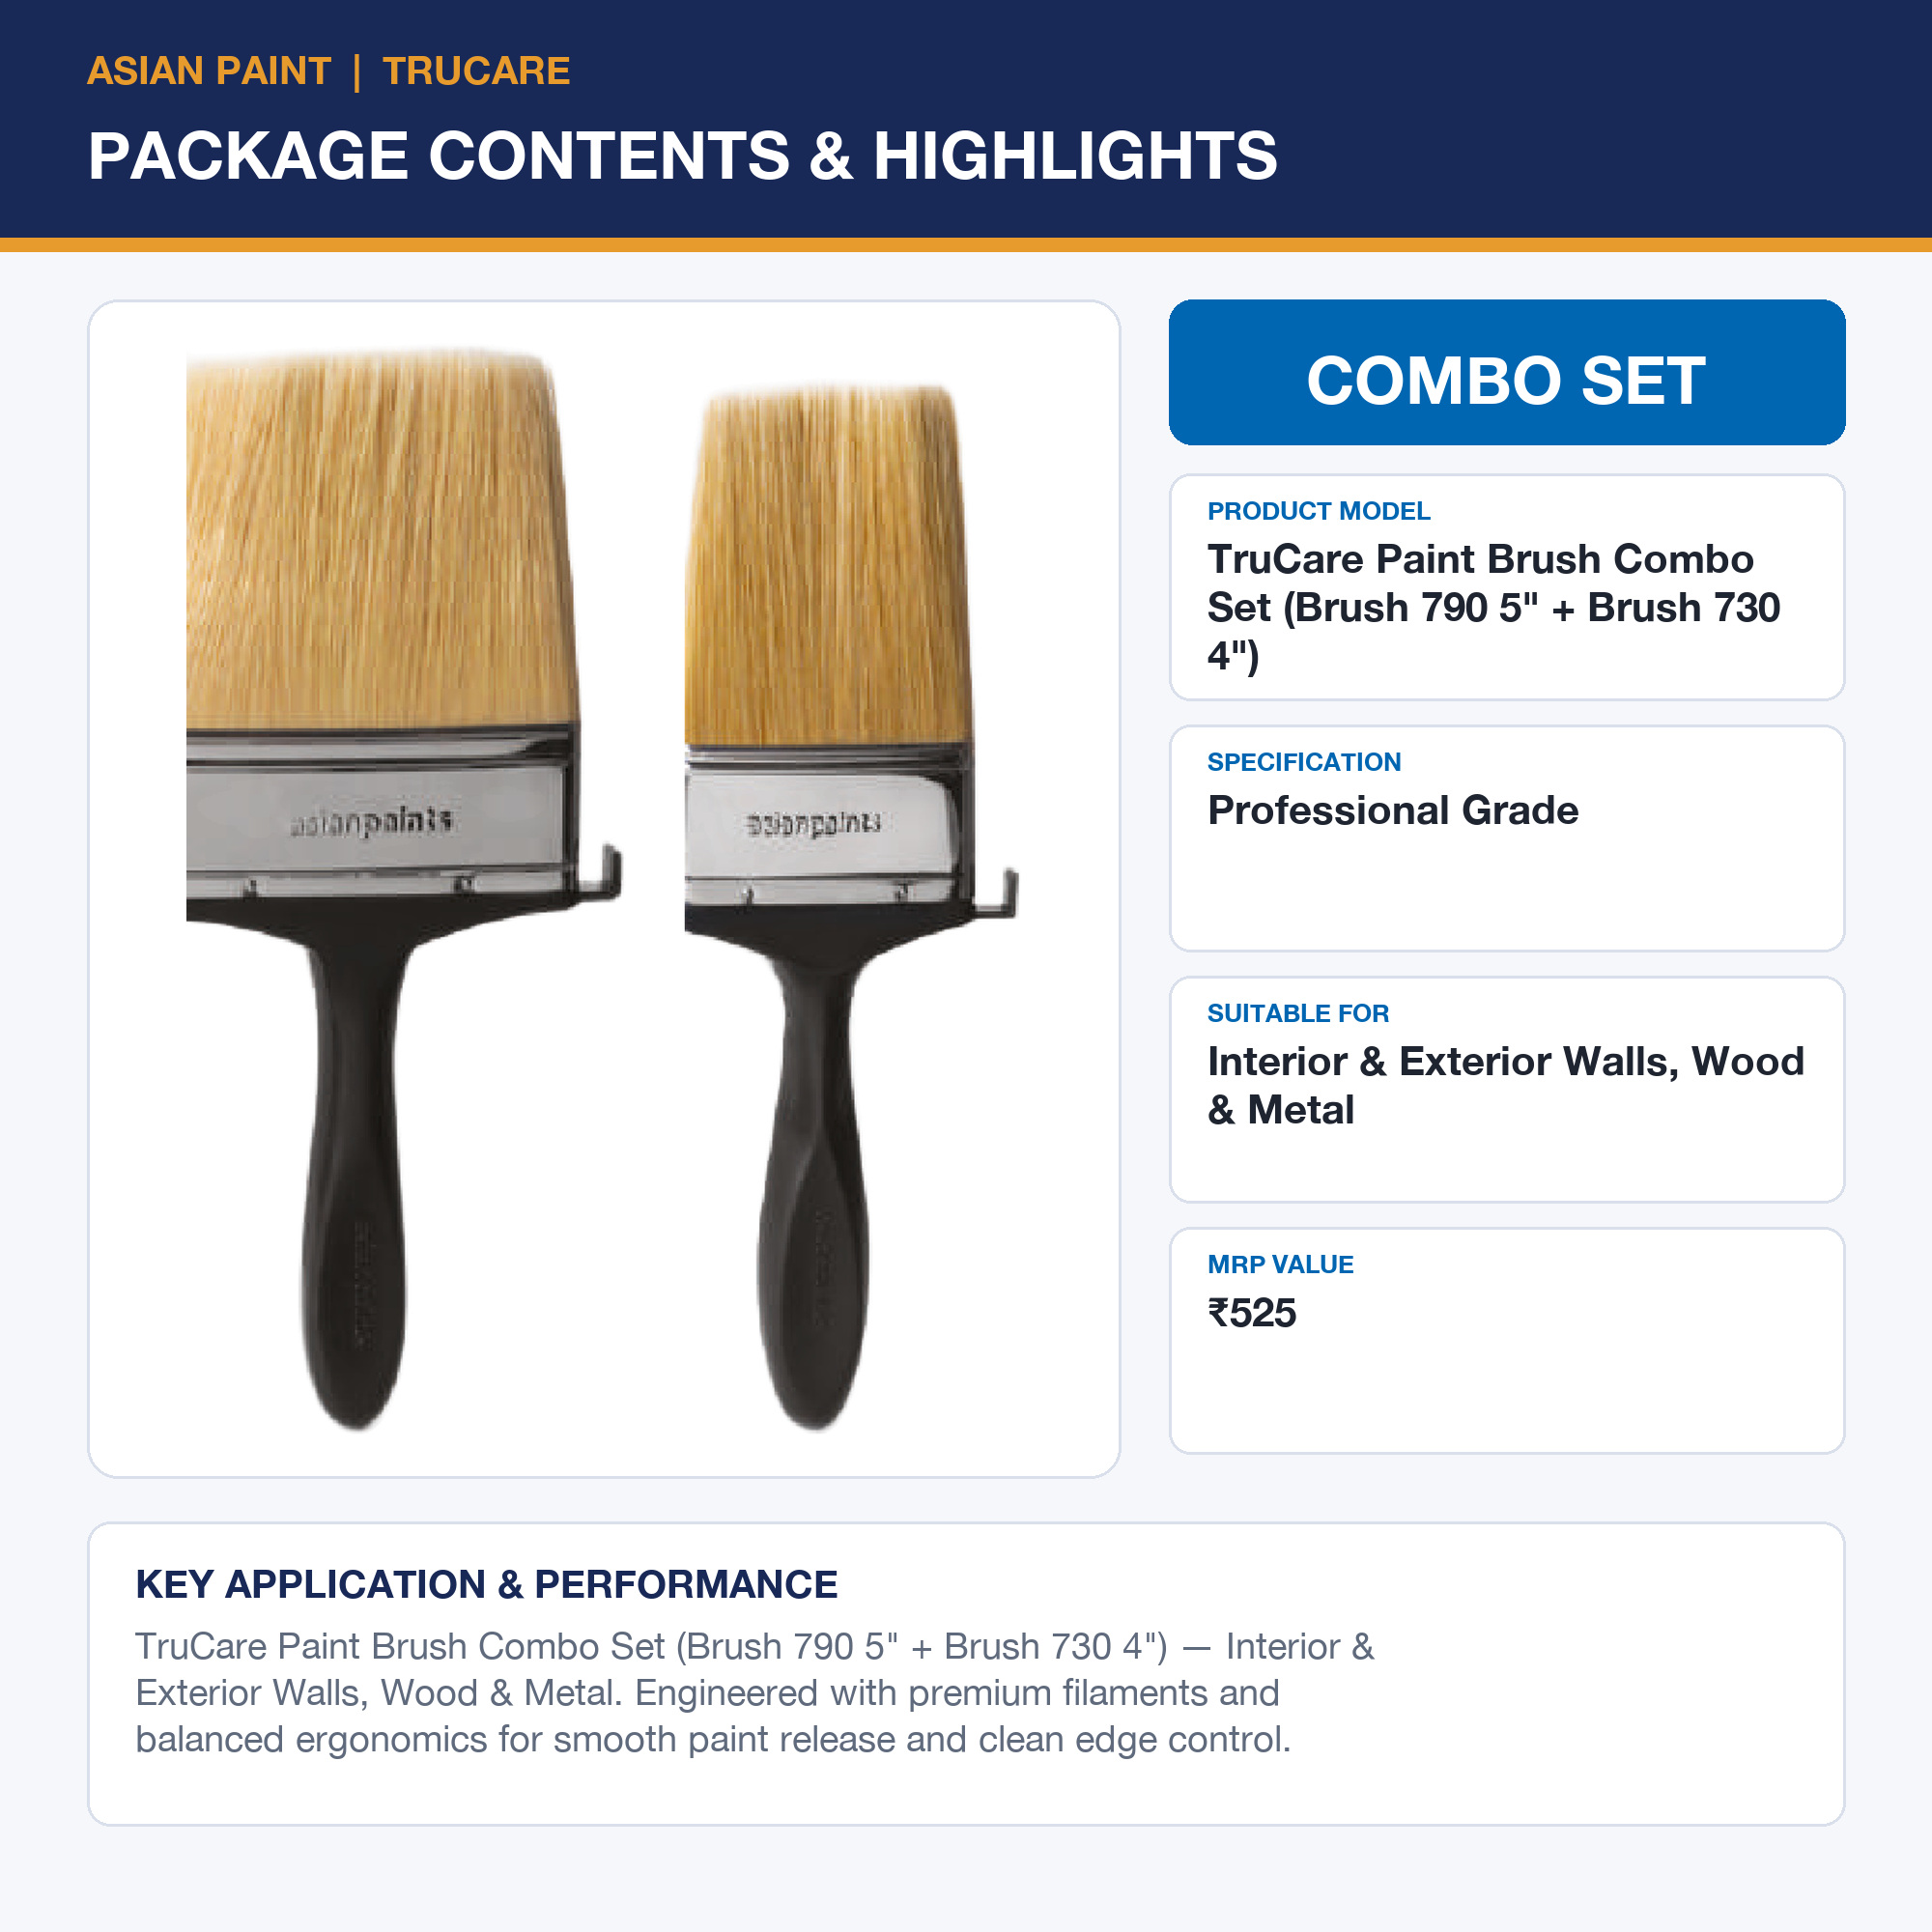 ASIAN PAINT | TRUCARE
PACKAGE CONTENTS & HIGHLIGHTS
asianpaints
asianpaints
COMBO SET
PRODUCT MODEL
TruCare Paint Brush Combo
Set (Brush 790 5" + Brush 730
4")
SPECIFICATION
Professional Grade
SUITABLE FOR
Interior & Exterior Walls, Wood
& Metal
MRP VALUE
₹525
KEY APPLICATION & PERFORMANCE
TruCare Paint Brush Combo Set (Brush 790 5" + Brush 730 4") — Interior &
Exterior Walls, Wood & Metal. Engineered with premium filaments and
balanced ergonomics for smooth paint release and clean edge control.